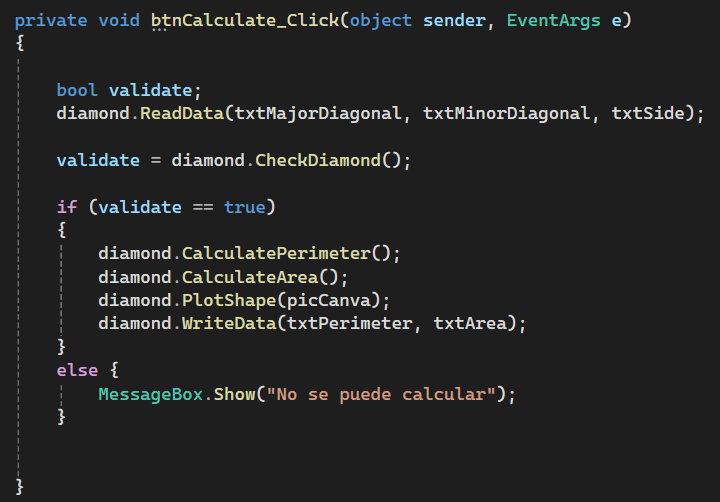 private void btnCalculate_Click(object sender, EventArgs e)
{
bool validate;
diamond.ReadData(txtMajorDiagonal, txtMinorDiagonal, txtSide);
validate = diamond.CheckDiamond();
if (validate == true)
{
diamond.CalculatePerimeter();
diamond.CalculateArea();
diamond.PlotShape(picCanva);
diamond.WriteData(txtPerimeter, txtArea);
}
else {
MessageBox.Show("No se puede calcular");
}
}